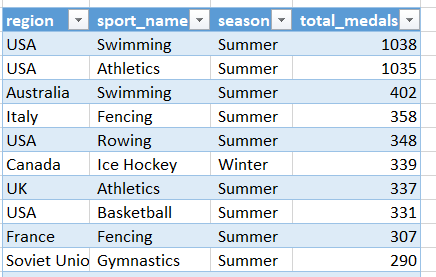 region sport_name season total_medals
USA Swimming Summer 1038
USA Athletics Summer 1035
Australia Swimming Summer 402
Italy Fencing Summer 358
USA Rowing Summer 348
Canada Ice Hockey Winter 339
UK Athletics Summer 337
USA Basketball Summer 331
France Fencing Summer 307
Soviet Unio Gymnastics Summer 290